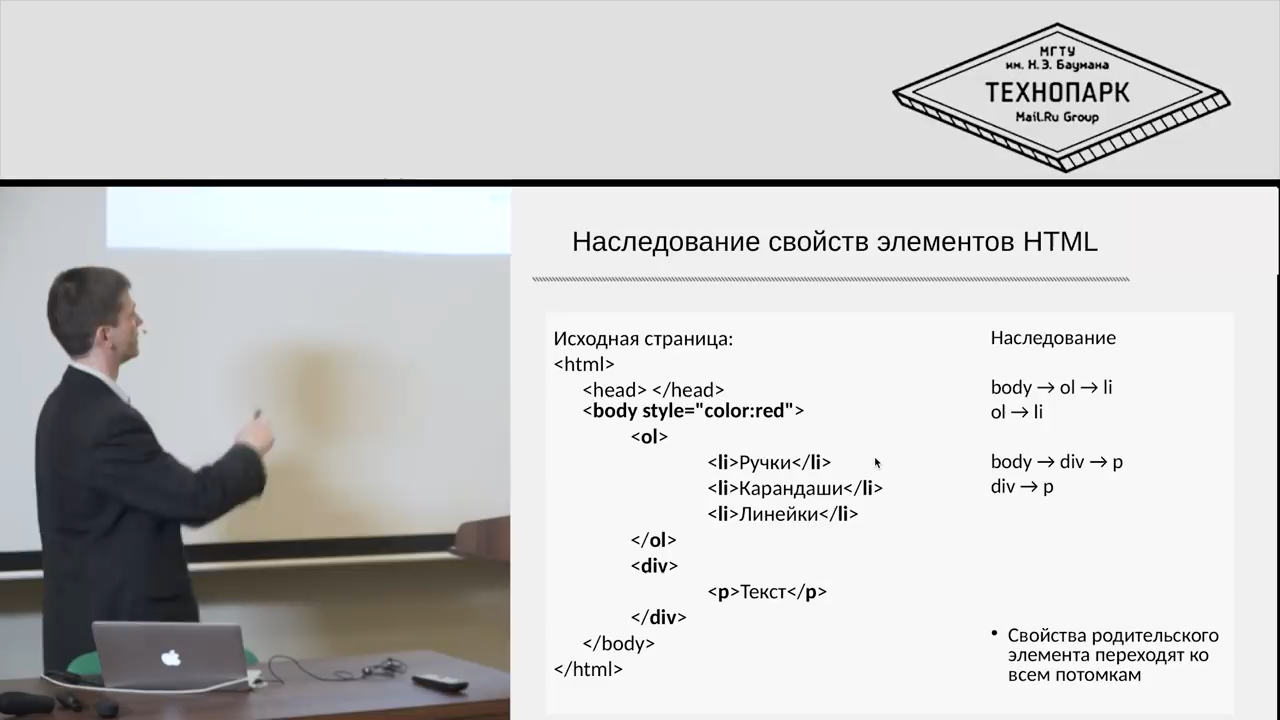 МГТУ
им. Н.Э. Баумана
ТЕХНОПАРК
Mail.Ru Group
Наследование свойств элементов HTML
Исходная страница:
<html>
<head> </head>
<body style="color:red">
<ol>
<li>Ручки</li>
<li>Карандаши</li>
<li>Линейки</li>
</ol>
<div>
<p>Текст</p>
</div>
</body>
</html>
Наследование
body → ol → li
ol → li
body → div → p
div → p
• Свойства родительского
элемента переходят ко
всем потомкам